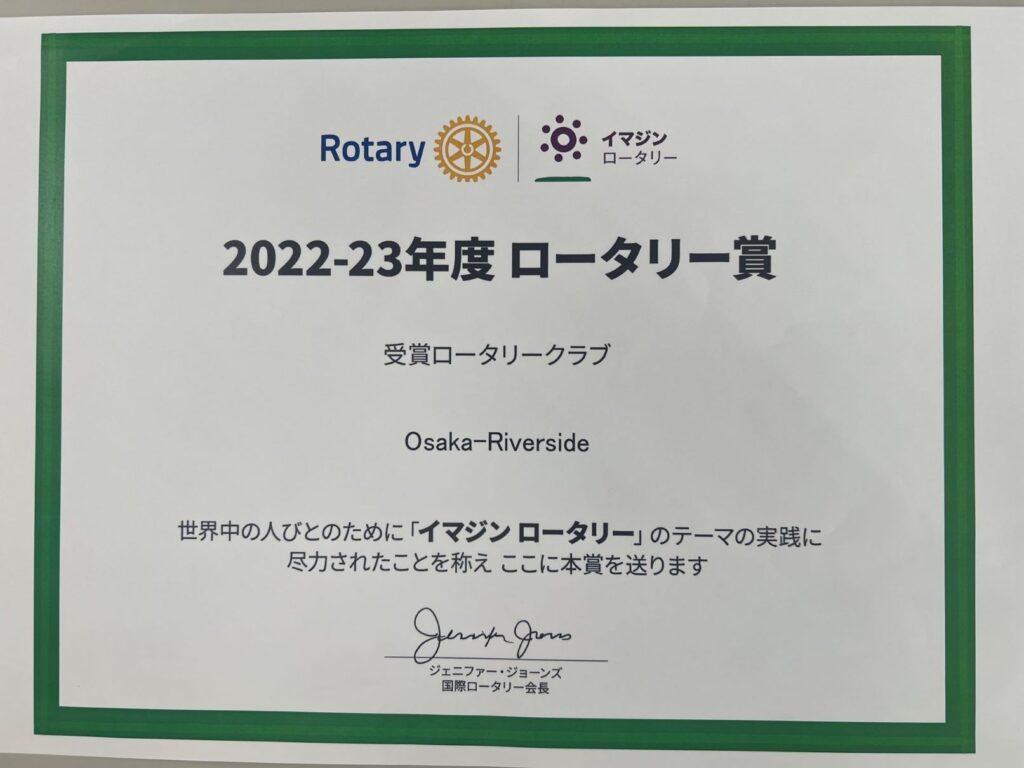 Rotary
イマジン
ロータリー
2022-23年度 ロータリー賞
受賞ロータリークラブ
Osaka-Riverside
世界中の人びとのために「イマジン ロータリー」のテーマの実践に
尽力されたことを称え ここに本賞を送ります
Jennifer Jones
ジェニファー・ジョーンズ
国際ロータリー会長